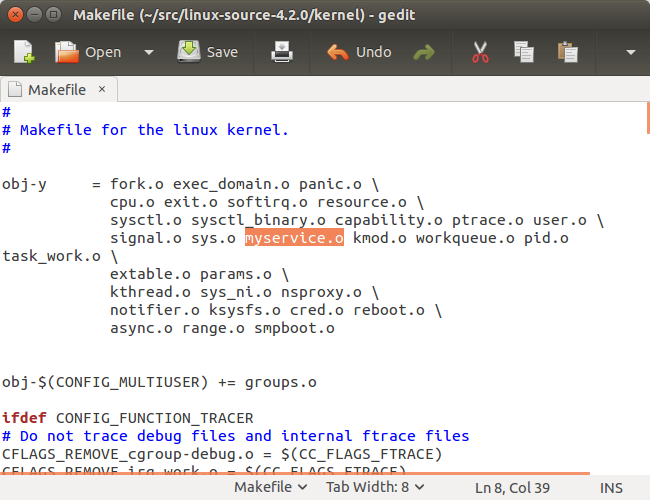 Makefile (~/src/linux-source-4.2.0/kernel) - gedit
Open Save Undo
Makefile ×
#
# Makefile for the linux kernel.
#
obj-y     = fork.o exec_domain.o panic.o \
            cpu.o exit.o softirq.o resource.o \
            sysctl.o sysctl_binary.o capability.o ptrace.o user.o \
            signal.o sys.o myservice.o kmod.o workqueue.o pid.o
task_work.o \
            extable.o params.o \
            kthread.o sys_ni.o nsproxy.o \
            notifier.o ksysfs.o cred.o reboot.o \
            async.o range.o smpboot.o
obj-$(CONFIG_MULTIUSER) += groups.o
ifdef CONFIG_FUNCTION_TRACER
# Do not trace debug files and internal ftrace files
CFLAGS_REMOVE_cgroup-debug.o = $(CC_FLAGS_FTRACE)
CFLAGS_REMOVE_irq_work.o = $(CC_FLAGS_FTRACE)
Makefile Tab Width: 8 Ln 8, Col 39 INS